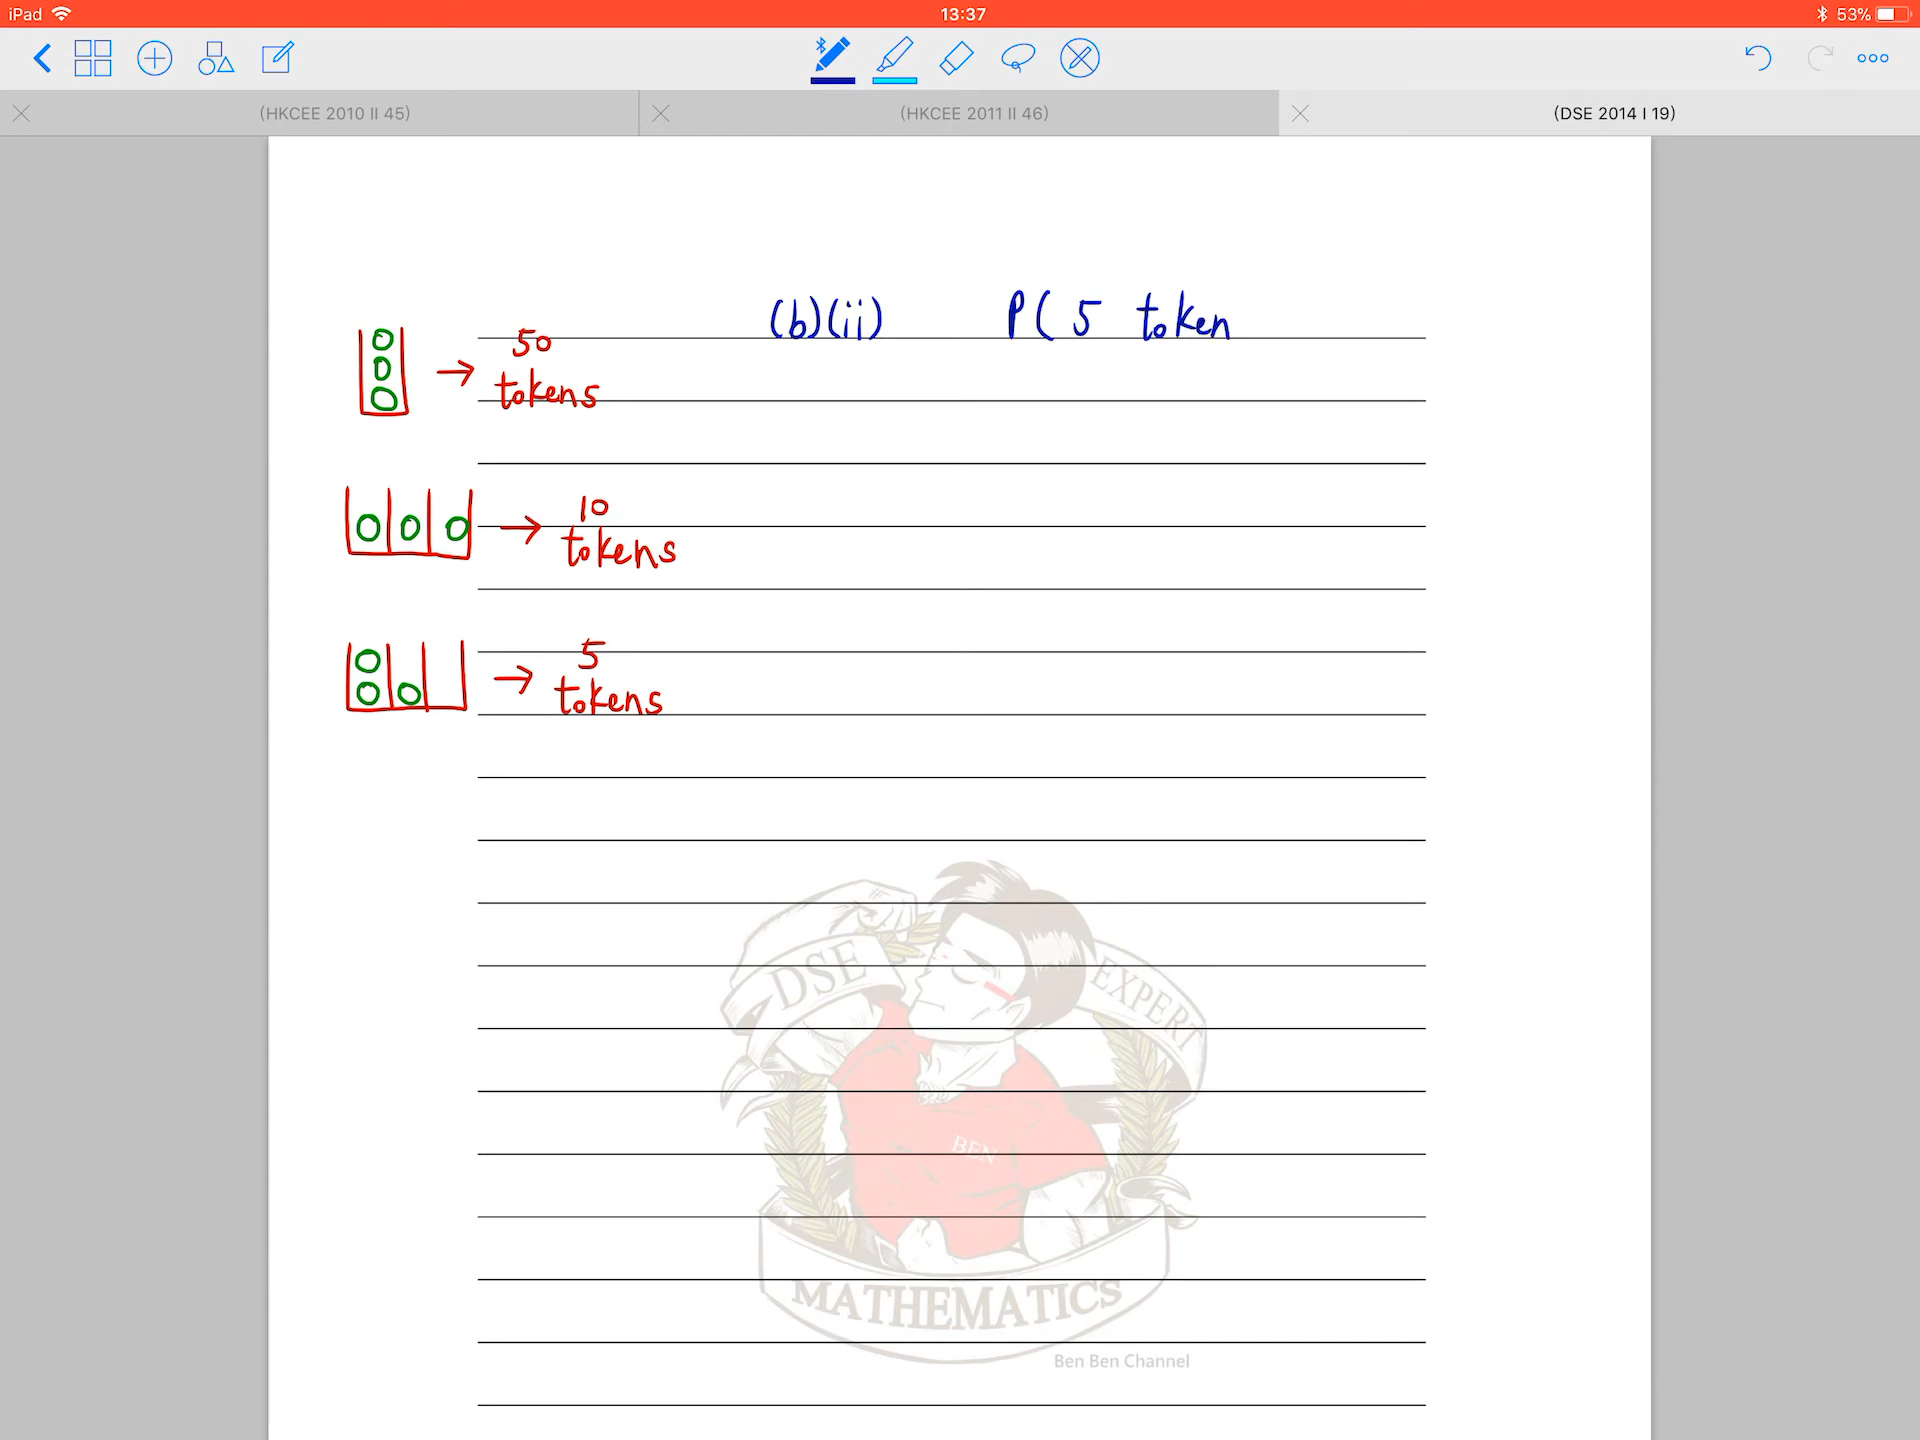 iPad 13:37 53%
(HKCEE 2010 II 45) (HKCEE 2011 II 46) (DSE 2014 I 19)
(b)(ii) P( 5 token
50
tokens
10
tokens
5
tokens
DSE EXPERT
BEN
MATHEMATICS
Ben Ben Channel